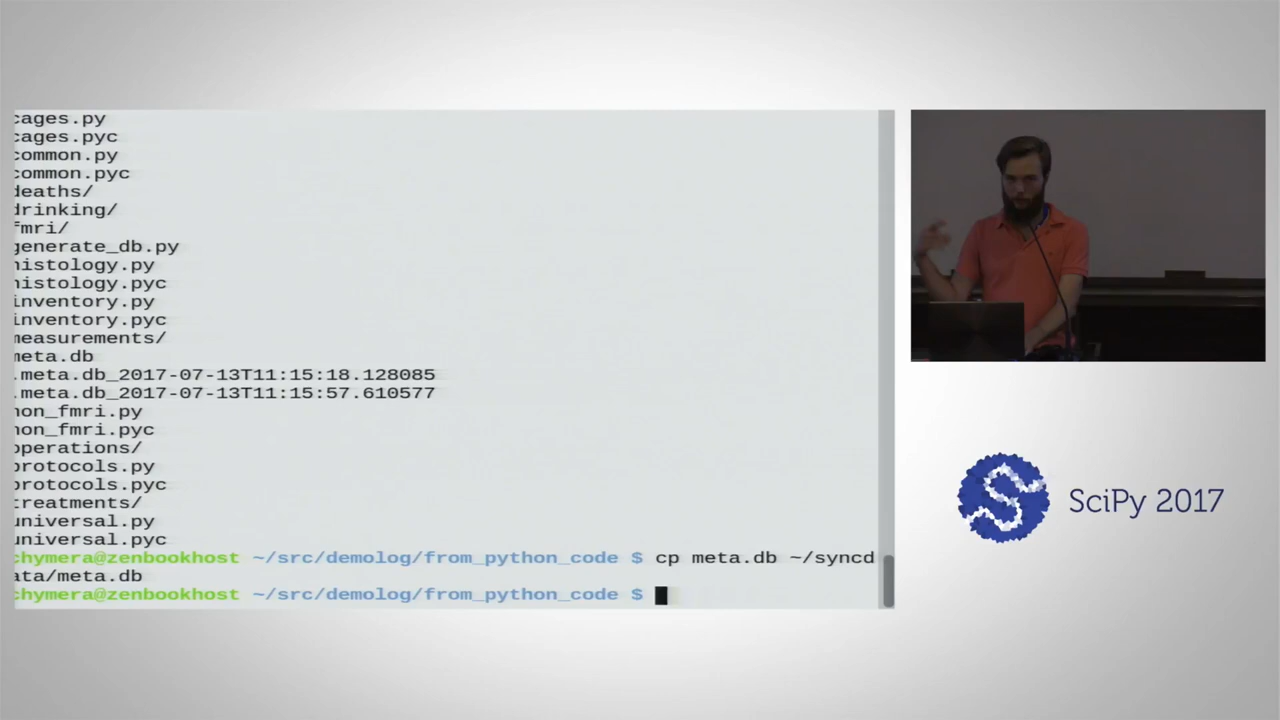 cages.py
cages.pyc
common.py
common.pyc
deaths/
drinking/
fmri/
generate_db.py
histology.py
histology.pyc
inventory.py
inventory.pyc
measurements/
meta.db
.meta.db_2017-07-13T11:15:18.128085
.meta.db_2017-07-13T11:15:57.610577
non_fmri.py
non_fmri.pyc
operations/
protocols.py
protocols.pyc
treatments/
universal.py
universal.pyc
chymera@zenbookhost ~/src/demolog/from_python_code $ cp meta.db ~/syncd
ata/meta.db
chymera@zenbookhost ~/src/demolog/from_python_code $
SciPy 2017